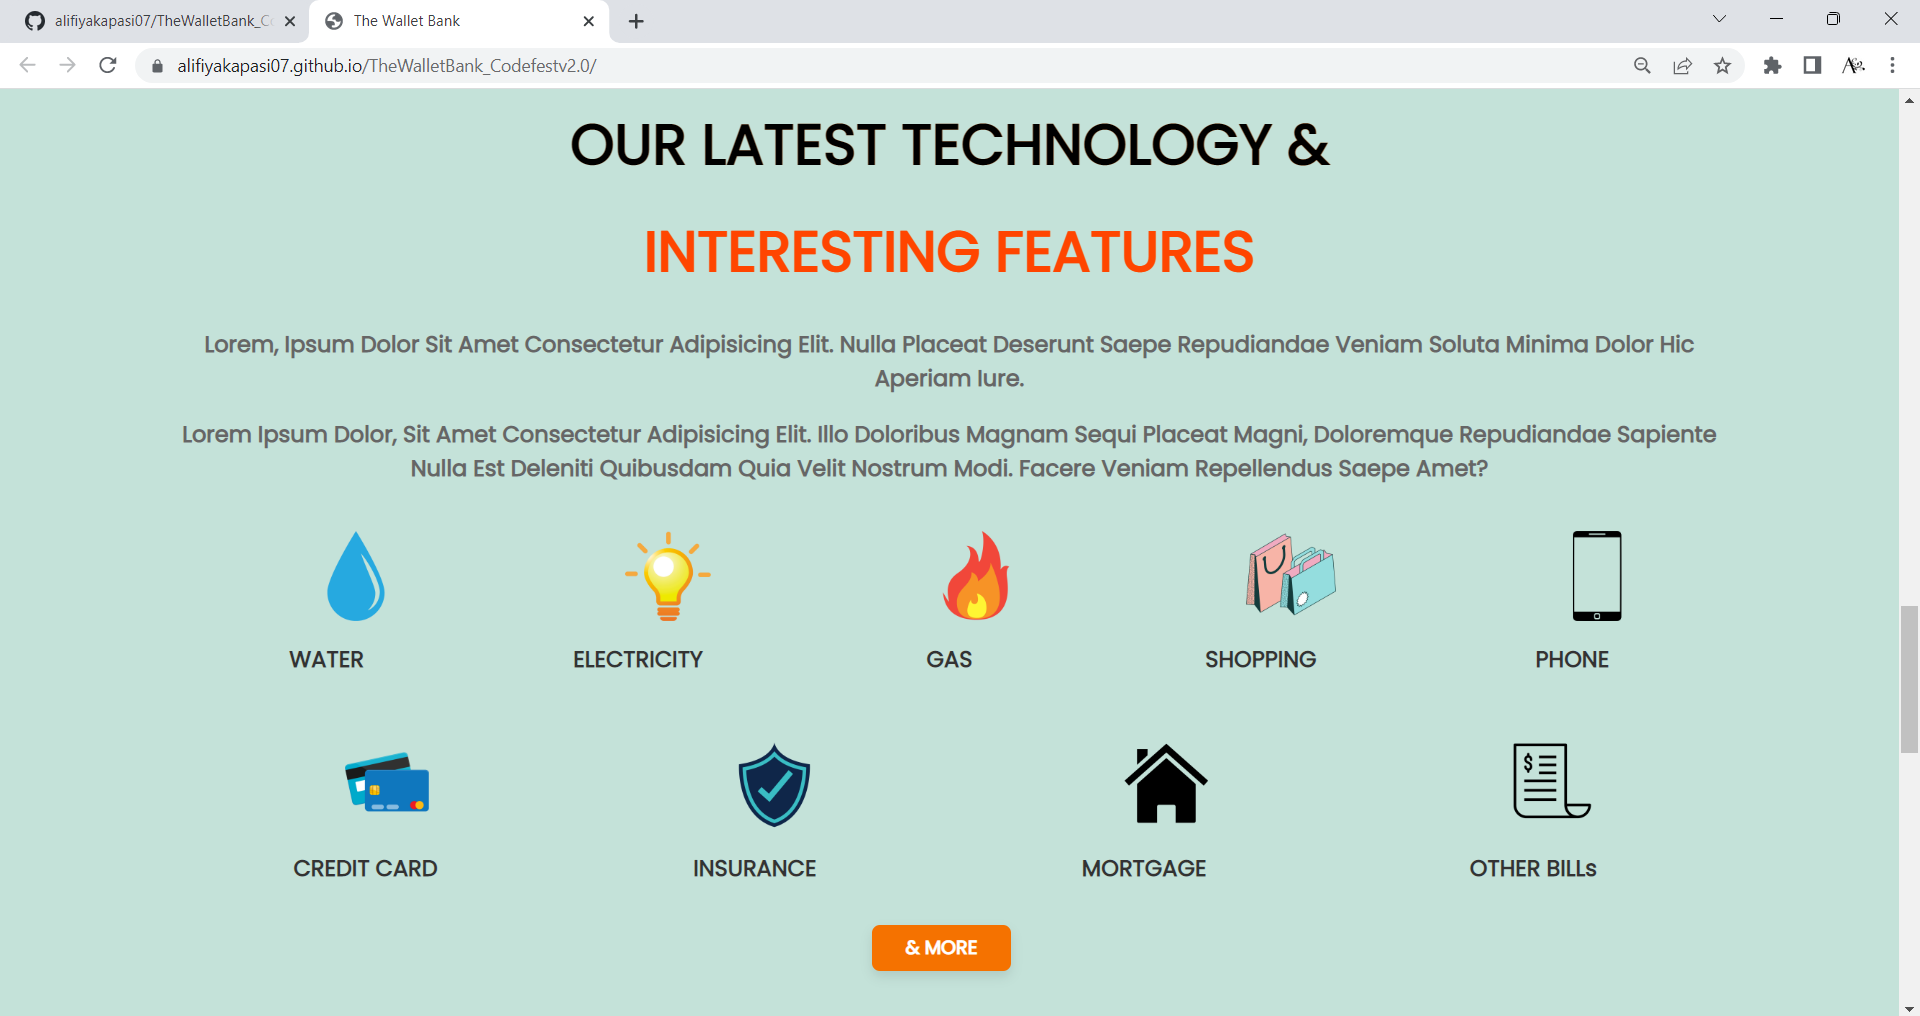 alifiyakapasi07/TheWalletBank_Co
The Wallet Bank
alifiyakapasi07.github.io/TheWalletBank_Codefestv2.0/
OUR LATEST TECHNOLOGY &
INTERESTING FEATURES
Lorem, Ipsum Dolor Sit Amet Consectetur Adipisicing Elit. Nulla Placeat Deserunt Saepe Repudiandae Veniam Soluta Minima Dolor Hic
Aperiam Iure.
Lorem Ipsum Dolor, Sit Amet Consectetur Adipisicing Elit. Illo Doloribus Magnam Sequi Placeat Magni, Doloremque Repudiandae Sapiente
Nulla Est Deleniti Quibusdam Quia Velit Nostrum Modi. Facere Veniam Repellendus Saepe Amet?
WATER
ELECTRICITY
GAS
SHOPPING
PHONE
$
CREDIT CARD
INSURANCE
MORTGAGE
OTHER BILLs
& MORE